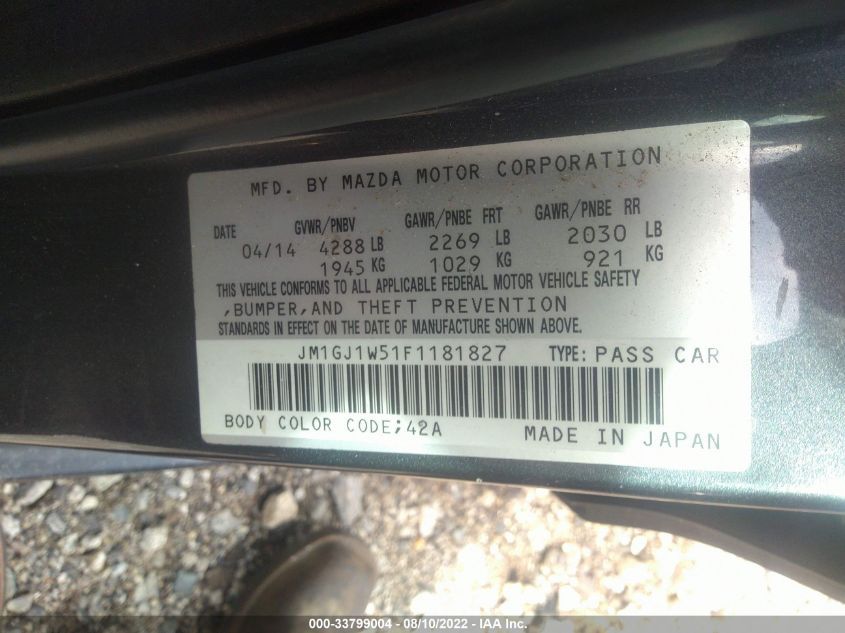 MFD. BY MAZDA MOTOR CORPORATION
DATE GVWR/PNBV GAWR/PNBE FRT GAWR/PNBE RR
04/14 4288 LB 2269 LB 2030 LB
1945 KG 1029 KG 921 KG
THIS VEHICLE CONFORMS TO ALL APPLICABLE FEDERAL MOTOR VEHICLE SAFETY
,BUMPER,AND THEFT PREVENTION
STANDARDS IN EFFECT ON THE DATE OF MANUFACTURE SHOWN ABOVE.
JM1GJ1W51F1181827 TYPE: PASS CAR
BODY COLOR CODE;42A MADE IN JAPAN
000-33799004 - 08/10/2022 - IAA Inc.